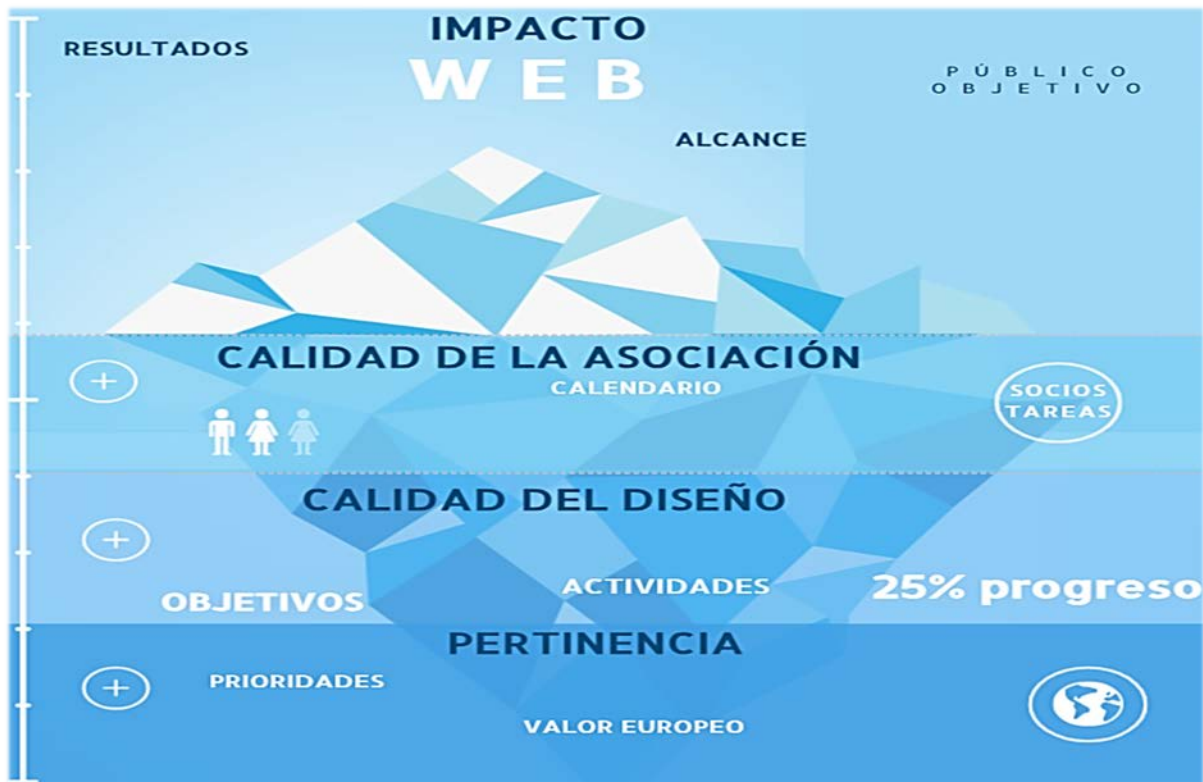 IMPACTO
RESULTADOS
WEB
PÚBLICO
OBJETIVO
ALCANCE
CALIDAD DE LA ASOCIACIÓN
CALENDARIO
SOCIOS
TAREAS
CALIDAD DEL DISEÑO
ACTIVIDADES
25% progreso
OBJETIVOS
PERTINENCIA
PRIORIDADES
VALOR EUROPEO